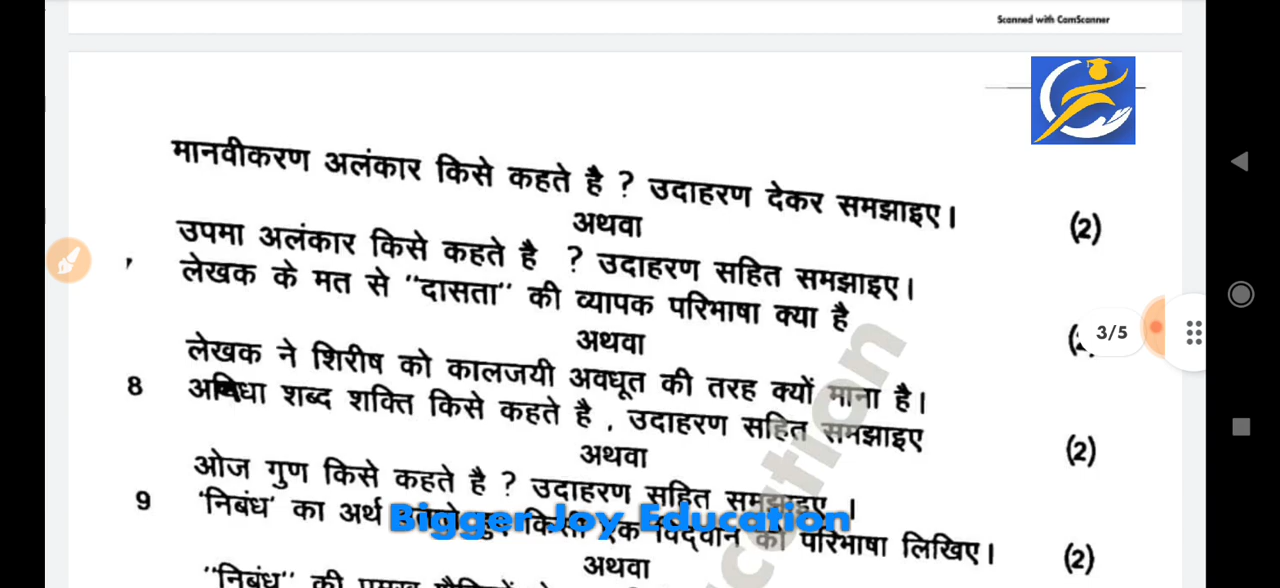 Scanned with CamScanner
मानवीकरण अलंकार किसे कहते है ? उदाहरण देकर समझाइए। (2)
अथवा
उपमा अलंकार किसे कहते है ? उदाहरण सहित समझाइए।
लेखक के मत से "दासता" की व्यापक परिभाषा क्या है
3/5
अथवा
लेखक ने शिरीष को कालजयी अवधूत की तरह क्यों माना है।
8 अभिधा शब्द शक्ति किसे कहते है , उदाहरण सहित समझाइए (2)
अथवा
ओज गुण किसे कहते है ? उदाहरण सहित समझाइए ।
9 'निबंध' का अर्थ किसी एक विद्वान की परिभाषा लिखिए। (2)
Bigger Joy Education
अथवा
"निबंध" की